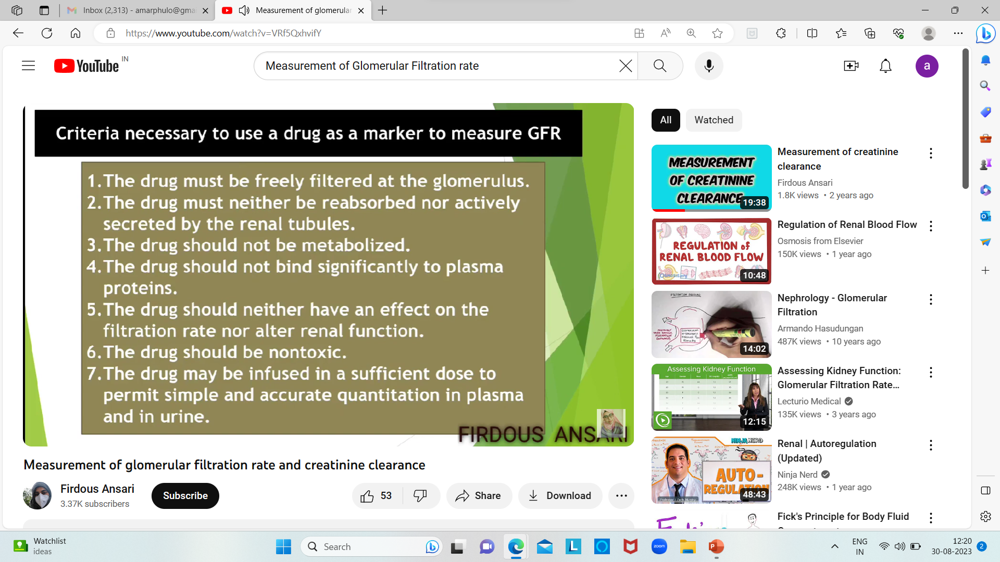 Inbox (2,313) - amarphulo@gma
Measurement of glomerular
https://www.youtube.com/watch?v=VRf5QxhvifY
YouTube IN
Measurement of Glomerular Filtration rate
a
Criteria necessary to use a drug as a marker to measure GFR
1. The drug must be freely filtered at the glomerulus.
2. The drug must neither be reabsorbed nor actively
secreted by the renal tubules.
3. The drug should not be metabolized.
4. The drug should not bind significantly to plasma
proteins.
5. The drug should neither have an effect on the
filtration rate nor alter renal function.
6. The drug should be nontoxic.
7. The drug may be infused in a sufficient dose to
permit simple and accurate quantitation in plasma
and in urine.
FIRDOUS ANSARI
Measurement of glomerular filtration rate and creatinine clearance
Firdous Ansari
3.37K subscribers
Subscribe
53
Share
Download
All
Watched
MEASUREMENT
OF CREATININE
CLEARANCE
19:38
Measurement of creatinine
clearance
Firdous Ansari
1.8K views • 2 years ago
REGULATION of
RENAL BLOOD FLOW
10:48
Regulation of Renal Blood Flow
Osmosis from Elsevier
150K views • 1 year ago
FILTRATION PRESSURE
14:02
Nephrology - Glomerular
Filtration
Armando Hasudungan
487K views • 10 years ago
Assessing Kidney Function
12:15
Assessing Kidney Function:
Glomerular Filtration Rate...
Lecturio Medical
135K views • 3 years ago
NINJA NERD
AUTO-
REGULATION
Professor | Zach Murphy
48:43
Renal | Autoregulation
(Updated)
Ninja Nerd
248K views • 1 year ago
Fick's Principle for Body Fluid
Watchlist
ideas
Search
zoom
ENG
IN
12:20
30-08-2023
2